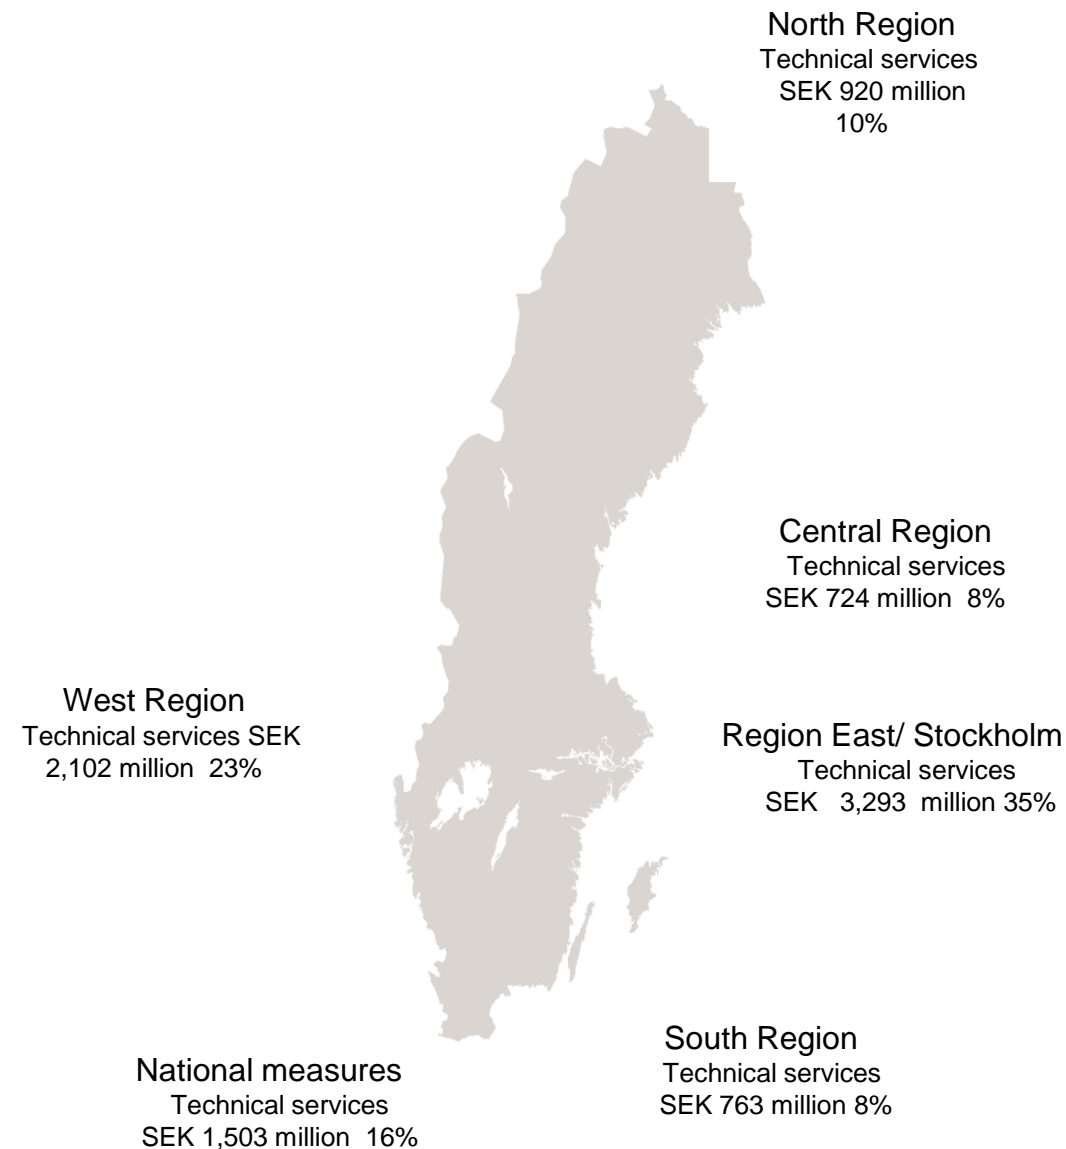 North Region
Technical services
SEK 920 million
10%
Central Region
Technical services
SEK 724 million 8%
West Region
Technical services SEK
2,102 million 23%
Region East/ Stockholm
Technical services
SEK 3,293 million 35%
South Region
Technical services
SEK 763 million 8%
National measures
Technical services
SEK 1,503 million 16%